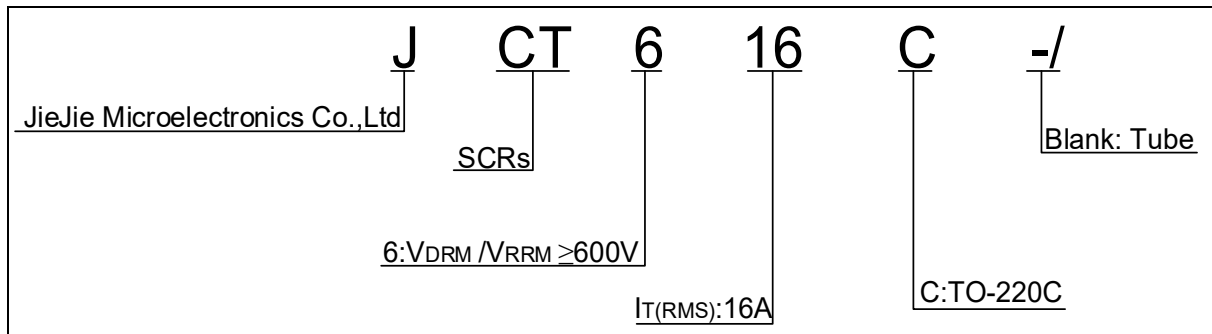 J CT 6 16 C -/
JieJie Microelectronics Co.,Ltd
Blank: Tube
SCRs
6:VDRM /VRRM ≥600V
C:TO-220C
IT(RMS):16A